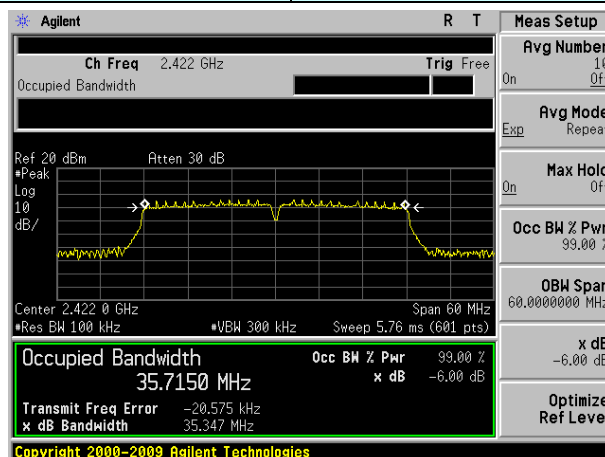 Agilent R T Meas Setup
Ch Freq 2.422 GHz Trig Free
Occupied Bandwidth
Avg Number
10
On Of
Avg Mode
Exp Repeat
Max Hold
On Of
Occ BW % Pwr
99.00 %
OBW Span
60.0000000 MHz
x dB
-6.00 dB
Optimize
Ref Level
Ref 20 dBm Atten 30 dB
#Peak
Log
10
dB/
Center 2.422 0 GHz Span 60 MHz
#Res BW 100 kHz #VBW 300 kHz Sweep 5.76 ms (601 pts)
Occupied Bandwidth Occ BW % Pwr 99.00 %
35.7150 MHz x dB -6.00 dB
Transmit Freq Error -20.575 kHz
x dB Bandwidth 35.347 MHz
Copyright 2000-2009 Agilent Technologies